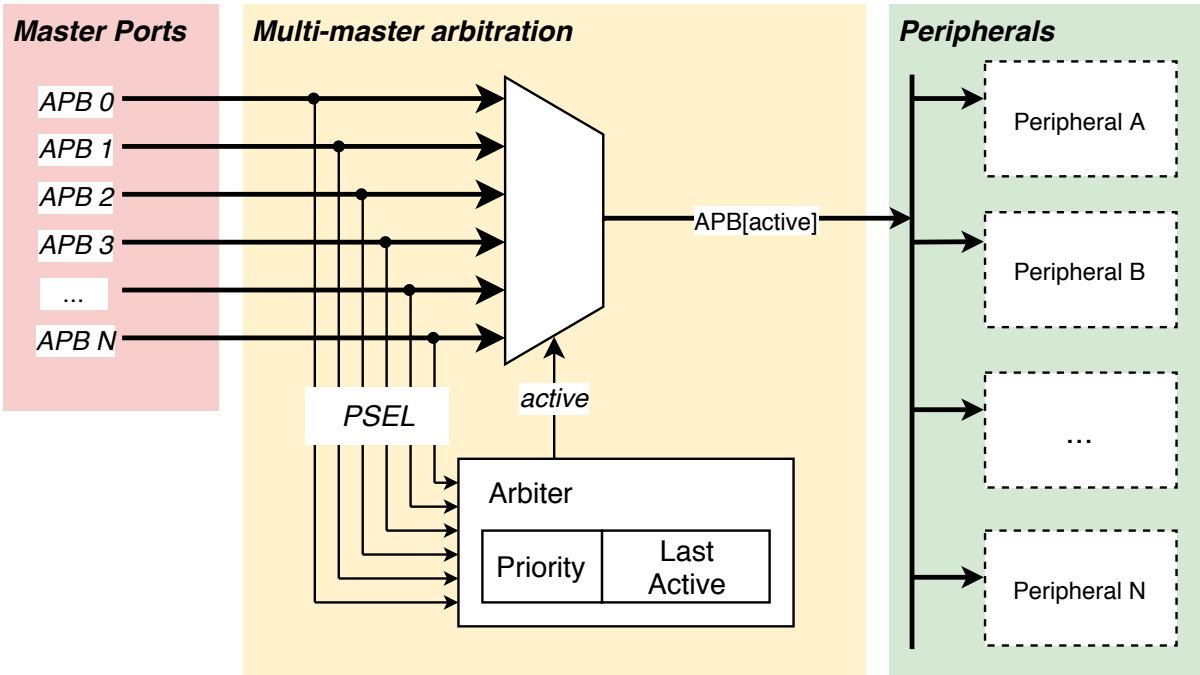 Master Ports
Multi-master arbitration
Peripherals
APB 0
APB 1
APB 2
APB 3
...
APB N
PSEL
active
APB[active]
Arbiter
Priority
Last
Active
Peripheral A
Peripheral B
...
Peripheral N